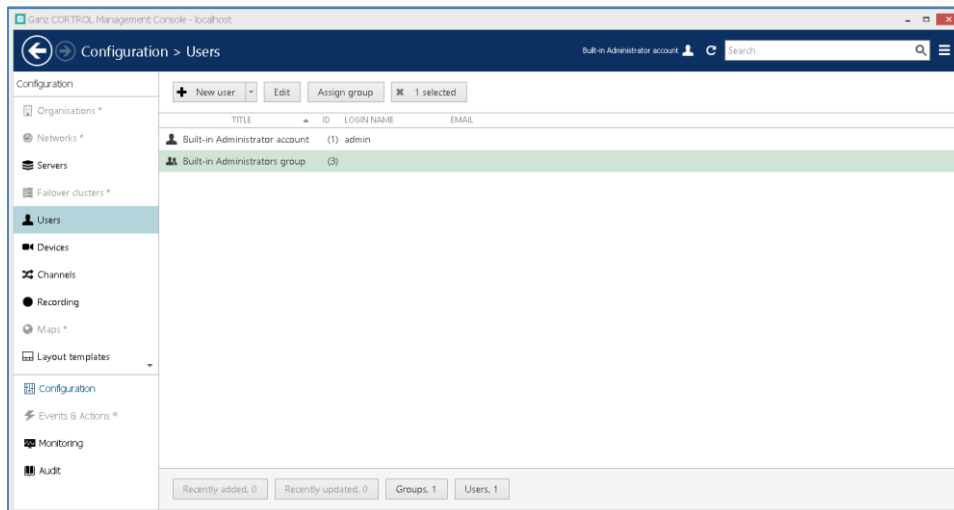 Ganz CORTROL Management Console - localhost
Configuration > Users
Built-in Administrator account
Search
Configuration
Organisations *
Networks *
Servers
Failover clusters *
Users
Devices
Channels
Recording
Maps *
Layout templates
Configuration
Events & Actions *
Monitoring
Audit
New user
Edit
Assign group
1 selected
TITLE ID LOGIN NAME EMAIL
Built-in Administrator account (1) admin
Built-in Administrators group (3)
Recently added, 0
Recently updated, 0
Groups, 1
Users, 1